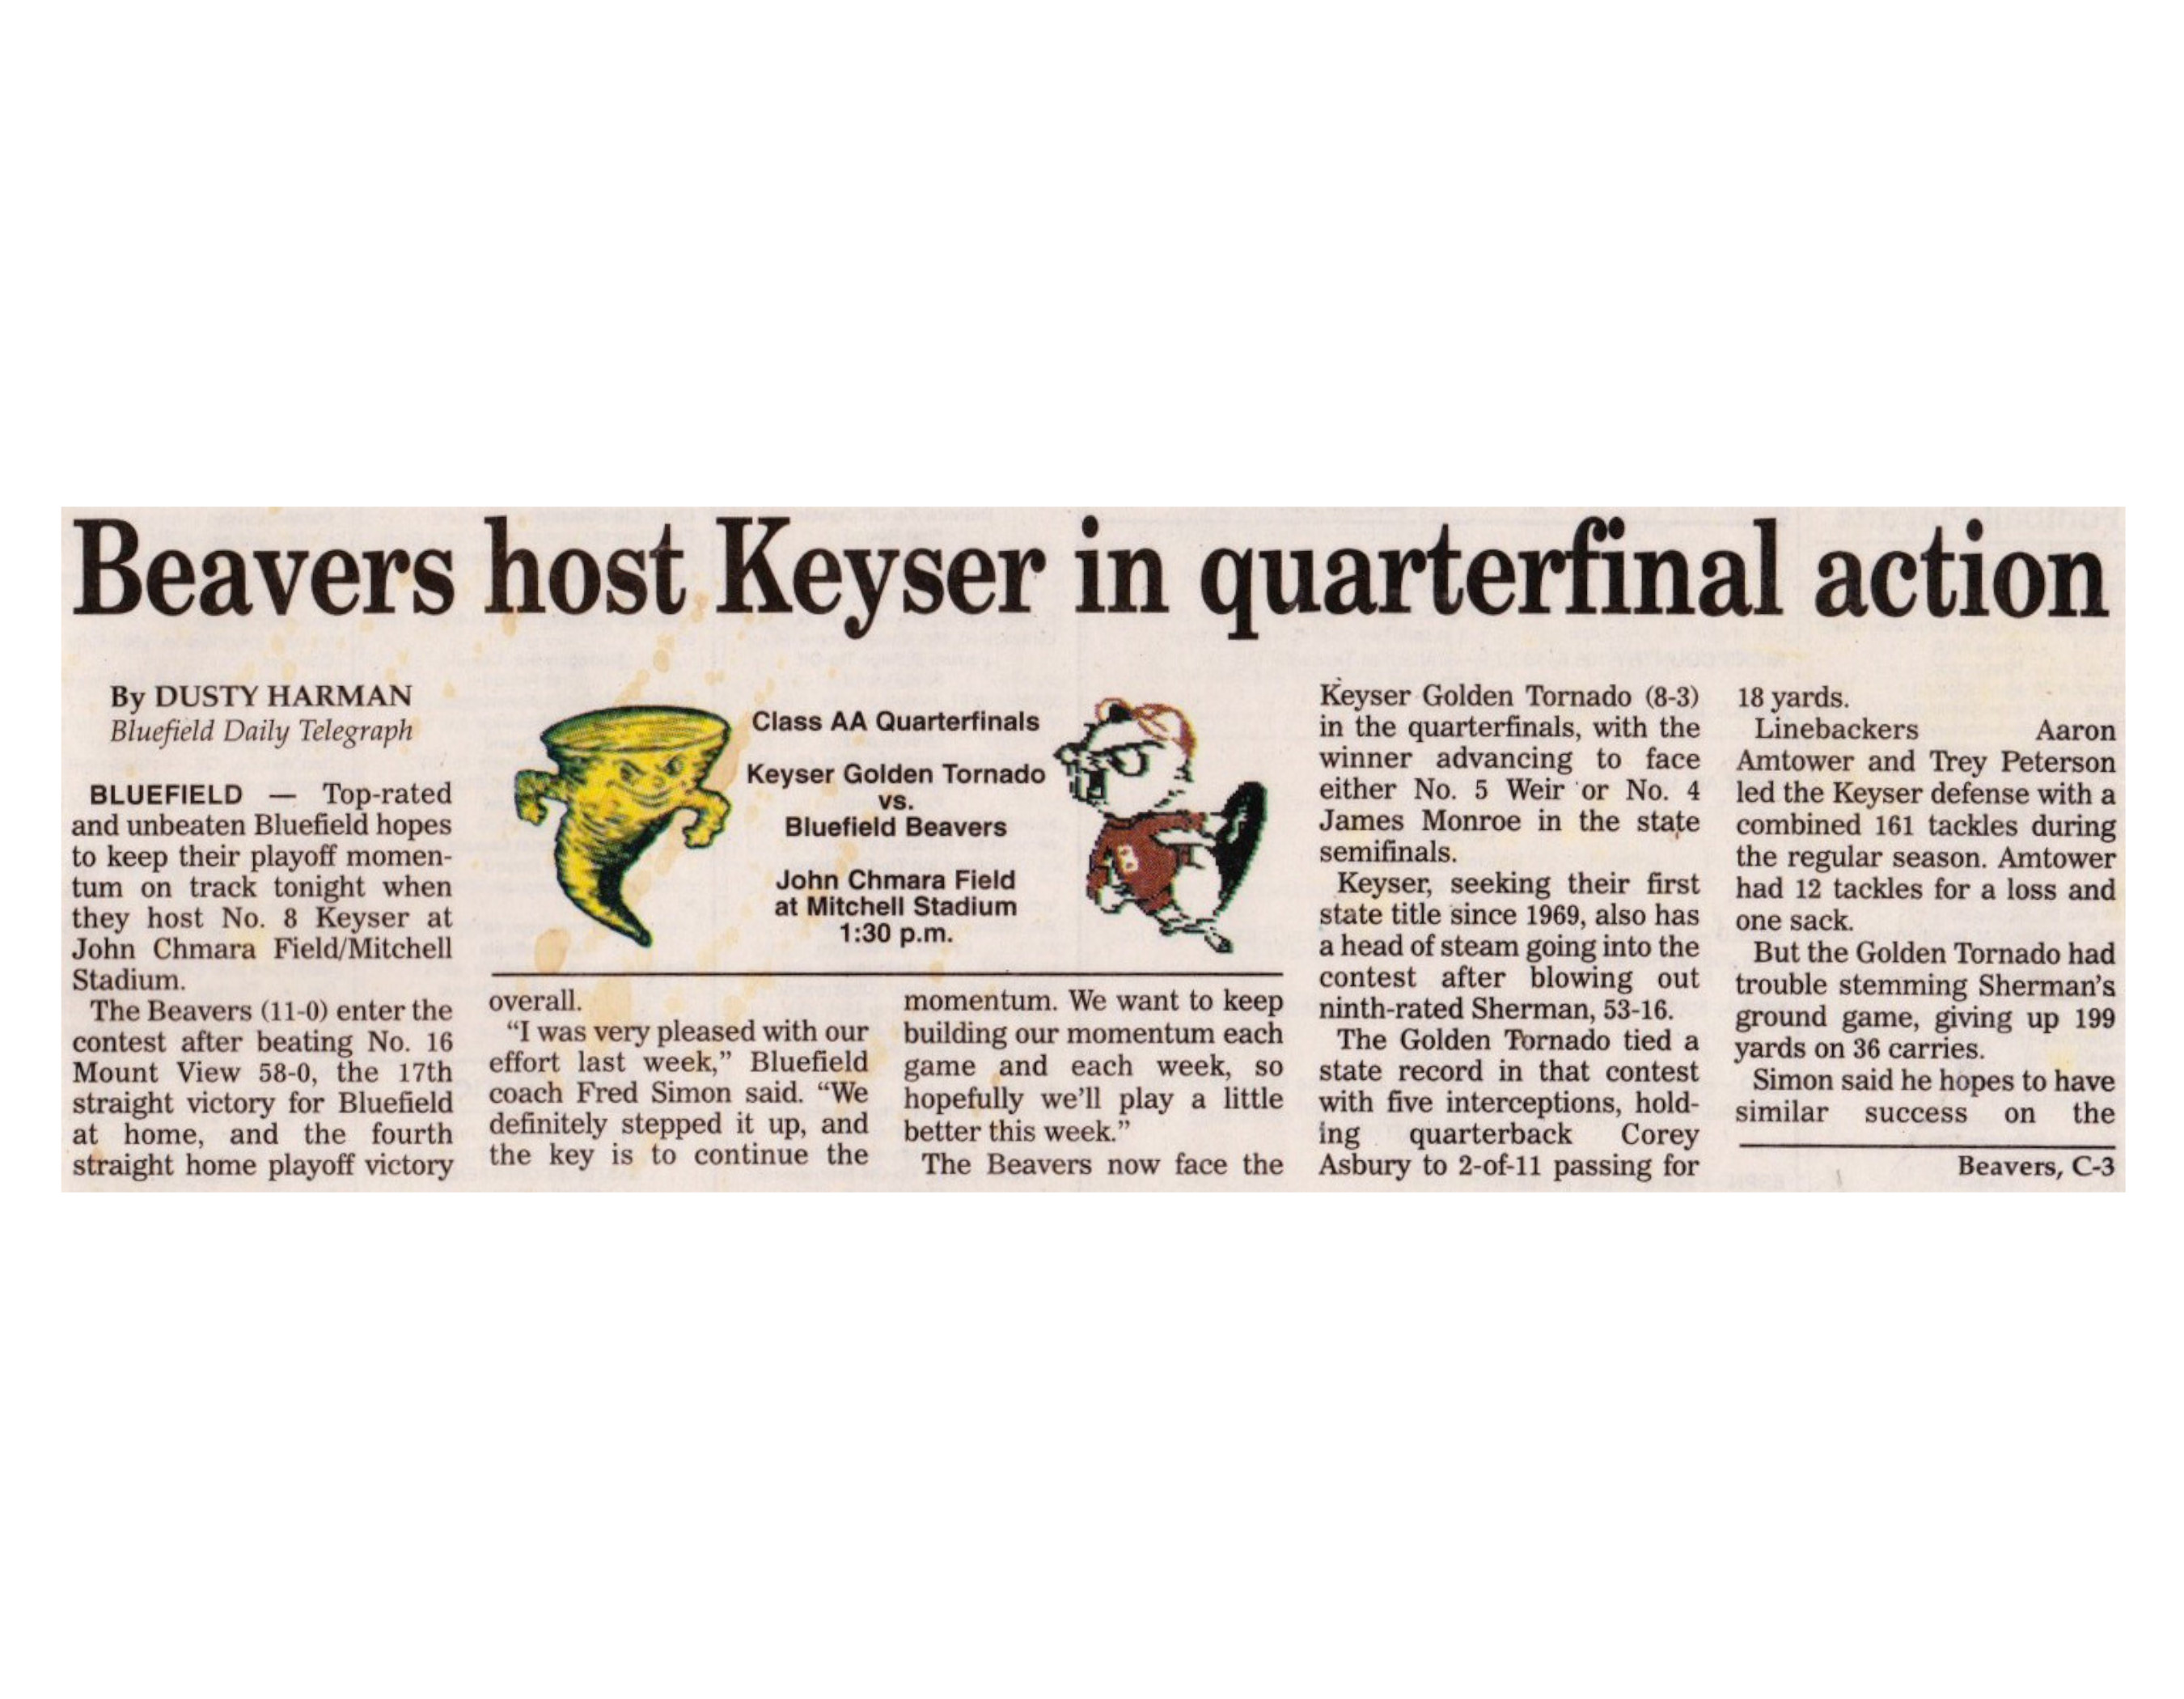 Beavers host Keyser in quarterfinal action
By DUSTY HARMAN
Bluefield Daily Telegraph
BLUEFIELD — Top-rated
and unbeaten Bluefield hopes
to keep their playoff momen-
tum on track tonight when
they host No. 8 Keyser at
John Chmara Field/Mitchell
Stadium.
The Beavers (11-0) enter the
contest after beating No. 16
Mount View 58-0, the 17th
straight victory for Bluefield
at home, and the fourth
straight home playoff victory
Class AA Quarterfinals
Keyser Golden Tornado
vs.
Bluefield Beavers
John Chmara Field
at Mitchell Stadium
1:30 p.m.
B
overall.
“I was very pleased with our
effort last week,” Bluefield
coach Fred Simon said. “We
definitely stepped it up, and
the key is to continue the
momentum. We want to keep
building our momentum each
game and each week, so
hopefully we’ll play a little
better this week.”
The Beavers now face the
Keyser Golden Tornado (8-3)
in the quarterfinals, with the
winner advancing to face
either No. 5 Weir or No. 4
James Monroe in the state
semifinals.
Keyser, seeking their first
state title since 1969, also has
a head of steam going into the
contest after blowing out
ninth-rated Sherman, 53-16.
The Golden Tornado tied a
state record in that contest
with five interceptions, hold-
ing quarterback Corey
Asbury to 2-of-11 passing for
18 yards.
Linebackers Aaron
Amtower and Trey Peterson
led the Keyser defense with a
combined 161 tackles during
the regular season. Amtower
had 12 tackles for a loss and
one sack.
But the Golden Tornado had
trouble stemming Sherman’s
ground game, giving up 199
yards on 36 carries.
Simon said he hopes to have
similar success on the
Beavers, C-3